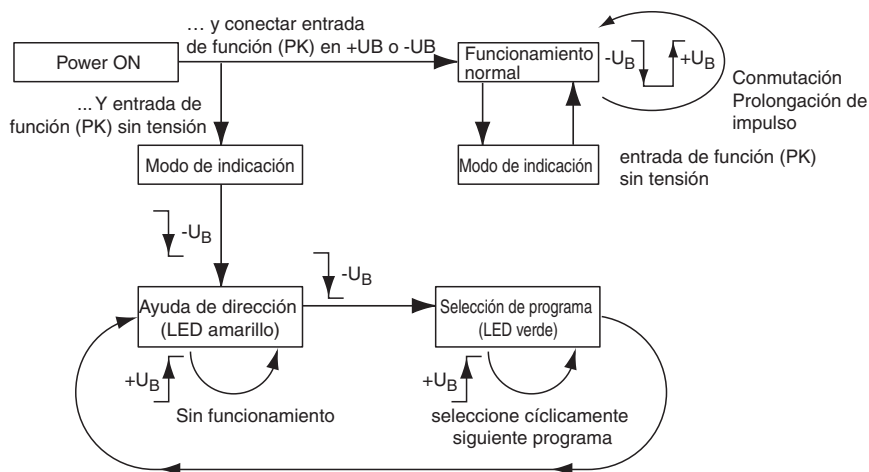 ... y conectar entrada
de función (PK) en +UB o -UB
Power ON
Funcionamiento
normal
-UB
+UB
Conmutación
Prolongación de
impulso
... Y entrada de
función (PK) sin tensión
Modo de indicación
Modo de indicación
entrada de función (PK)
sin tensión
-UB
-UB
Ayuda de dirección
(LED amarillo)
Selección de programa
(LED verde)
+UB
Sin funcionamiento
+UB
seleccione cíclicamente
siguiente programa